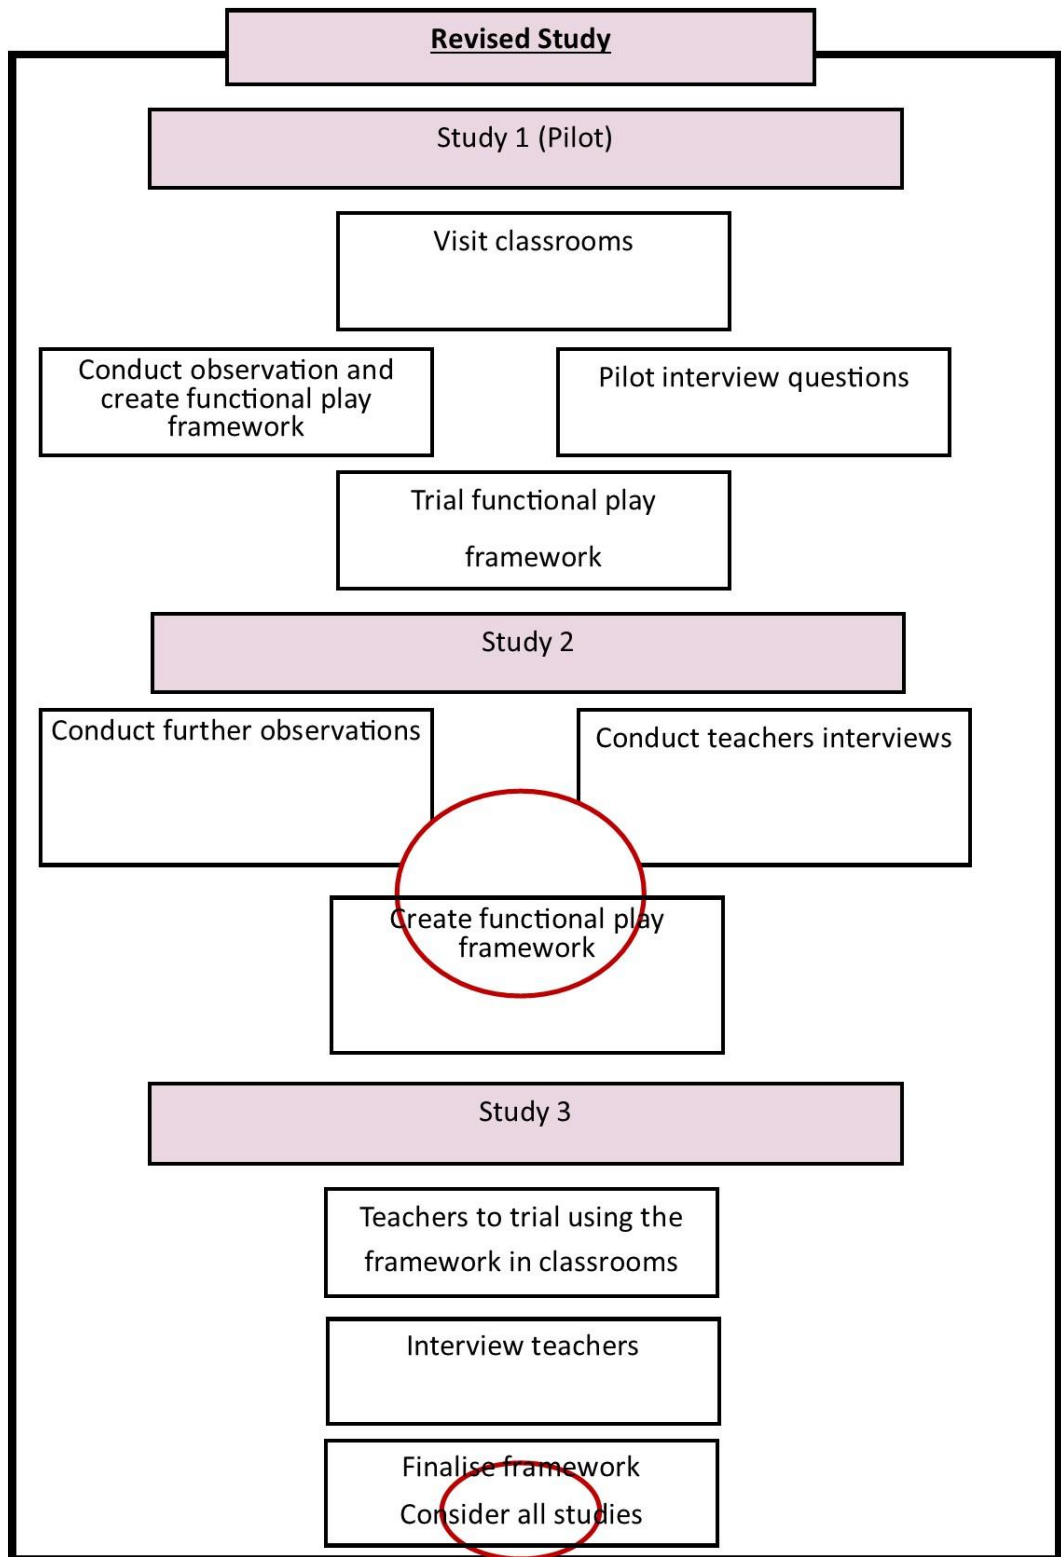 Revised Study
Study 1 (Pilot)
Visit classrooms
Conduct observation and
create functional play
framework
Pilot interview questions
Trial functional play
framework
Study 2
Conduct further observations
Conduct teachers interviews
Create functional play
framework
Study 3
Teachers to trial using the
framework in classrooms
Interview teachers
Finalise framework
Consider all studies